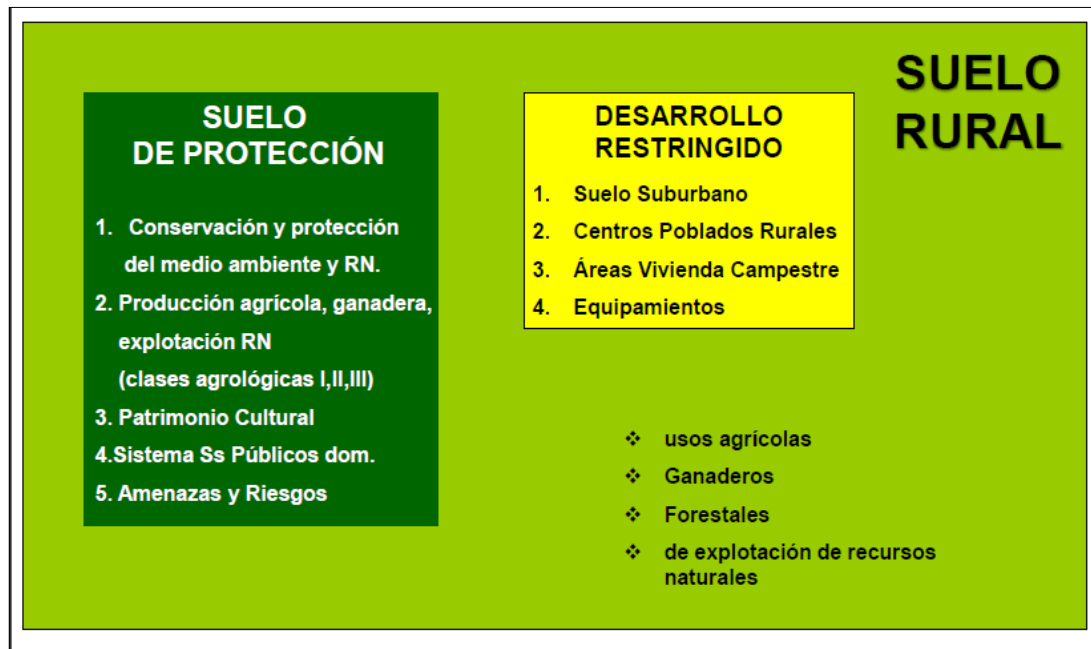 SUELO
RURAL
SUELO
DE PROTECCIÓN
1. Conservación y protección
del medio ambiente y RN.
2. Producción agrícola, ganadera,
explotación RN
(clases agrológicas I,II,III)
3. Patrimonio Cultural
4.Sistema Ss Públicos dom.
5. Amenazas y Riesgos
DESARROLLO
RESTRINGIDO
1. Suelo Suburbano
2. Centros Poblados Rurales
3. Áreas Vivienda Campestre
4. Equipamientos
❖ usos agrícolas
❖ Ganaderos
❖ Forestales
❖ de explotación de recursos
naturales